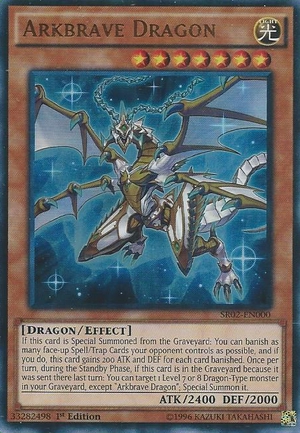 ARKBRAVE DRAGON
LIGHT
光
SR02-EN000
[DRAGON/EFFECT]
If this card is Special Summoned from the Graveyard: You can banish as
many face-up Spell/Trap Cards your opponent controls as possible, and if
you do, this card gains 200 ATK and DEF for each card banished. Once per
turn, during the Standby Phase, if this card is in the Graveyard because it
was sent there last turn: You can target 1 Level 7 or 8 Dragon-Type monster
in your Graveyard, except "Arkbrave Dragon"; Special Summon it.
ATK/2400 DEF/2000
33282498 1st Edition ©1996 KAZUKI TAKAHASHI